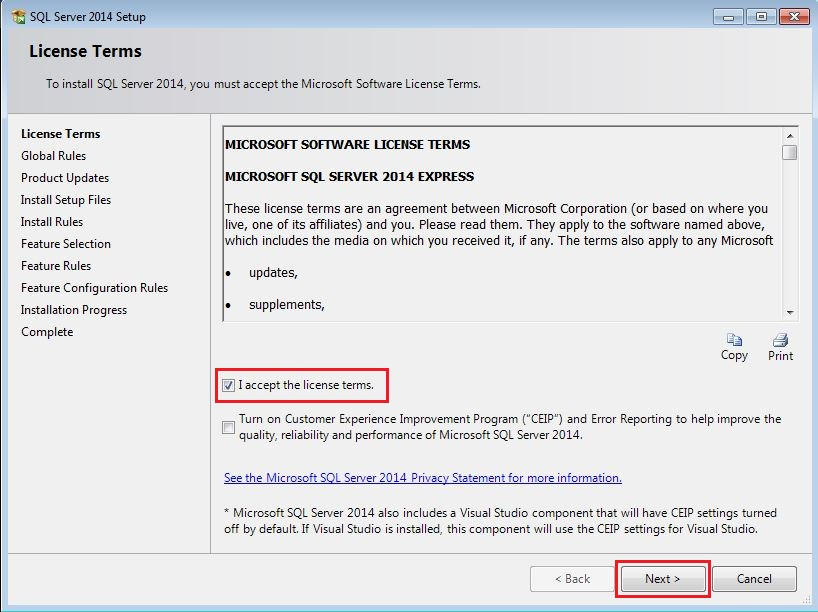 SQL Server 2014 Setup
License Terms
To install SQL Server 2014, you must accept the Microsoft Software License Terms.
License Terms
Global Rules
Product Updates
Install Setup Files
Install Rules
Feature Selection
Feature Rules
Feature Configuration Rules
Installation Progress
Complete
MICROSOFT SOFTWARE LICENSE TERMS
MICROSOFT SQL SERVER 2014 EXPRESS
These license terms are an agreement between Microsoft Corporation (or based on where you
live, one of its affiliates) and you. Please read them. They apply to the software named above,
which includes the media on which you received it, if any. The terms also apply to any Microsoft
• updates,
• supplements,
Copy
Print
I accept the license terms.
Turn on Customer Experience Improvement Program ("CEIP") and Error Reporting to help improve the
quality, reliability and performance of Microsoft SQL Server 2014.
See the Microsoft SQL Server 2014 Privacy Statement for more information.
* Microsoft SQL Server 2014 also includes a Visual Studio component that will have CEIP settings turned
off by default. If Visual Studio is installed, this component will use the CEIP settings for Visual Studio.
< Back
Next >
Cancel